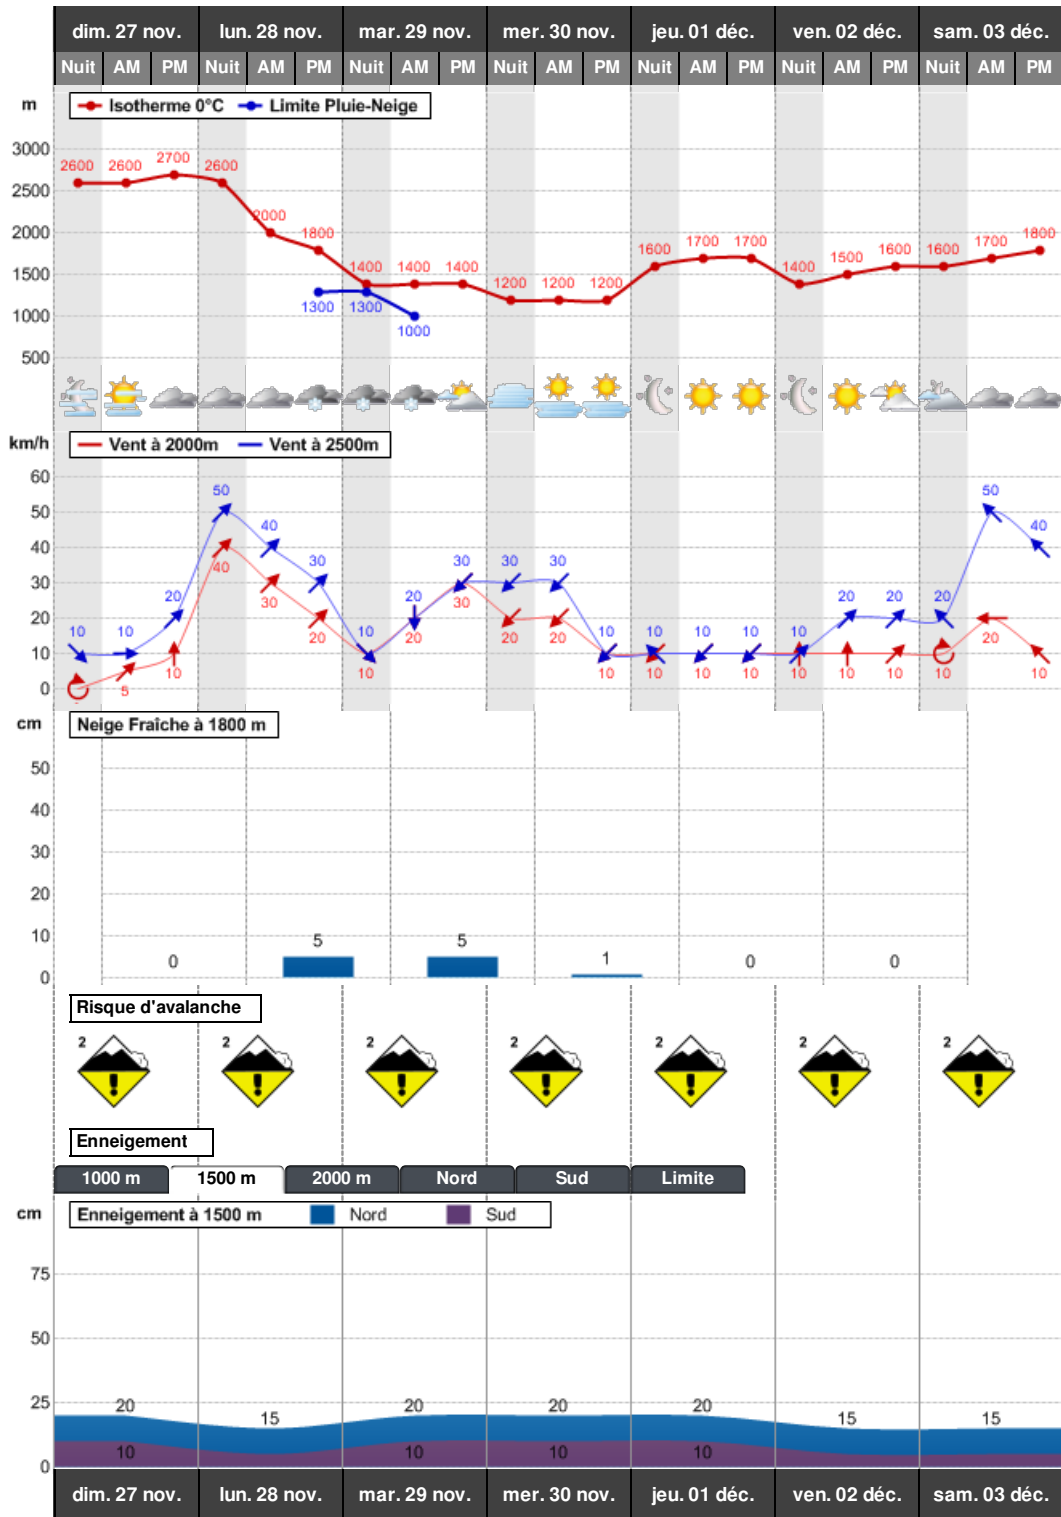 dim. 27 nov. lun. 28 nov. mar. 29 nov. mer. 30 nov. jeu. 01 déc. ven. 02 déc. sam. 03 déc.
Nuit AM PM Nuit AM PM Nuit AM PM Nuit AM PM Nuit AM PM Nuit AM PM Nuit AM PM
m Isotherme 0°C Limite Pluie-Neige
3000
2600 2600 2700 2600
2500
2000
2000
1800
1400 1400 1400
1200 1200 1200
1600 1700 1700
1400 1500 1600 1600 1700 1800
1500
1300 1300
1000
1000
500
km/h Vent à 2000m Vent à 2500m
60
50
50
50
40
40
40
40
30
30
30
30 30 30
30
30
20
20
20
20 20 20
20
20
20
20 20
20
10 10
10
10 10 10 10 10
10
5
10
10
10 10 10 10 10 10 10 10
0
cm Neige Fraîche à 1800 m
50
40
30
20
10
0 5 5 1 0 0
0
Risque d'avalanche
2 2 2 2 2 2 2
Enneigement
1000 m 1500 m 2000 m Nord Sud Limite
cm Enneigement à 1500 m Nord Sud
75
50
25
20 15 20 20 20 15 15
10 10 10 10
0
dim. 27 nov. lun. 28 nov. mar. 29 nov. mer. 30 nov. jeu. 01 déc. ven. 02 déc. sam. 03 déc.